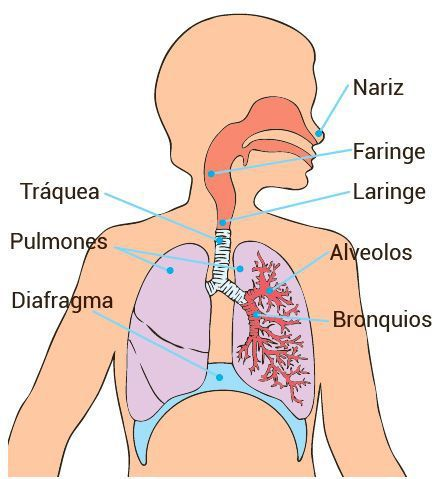 Nariz
Faringe
Tráquea
Laringe
Pulmones
Alveolos
Diafragma
Bronquios